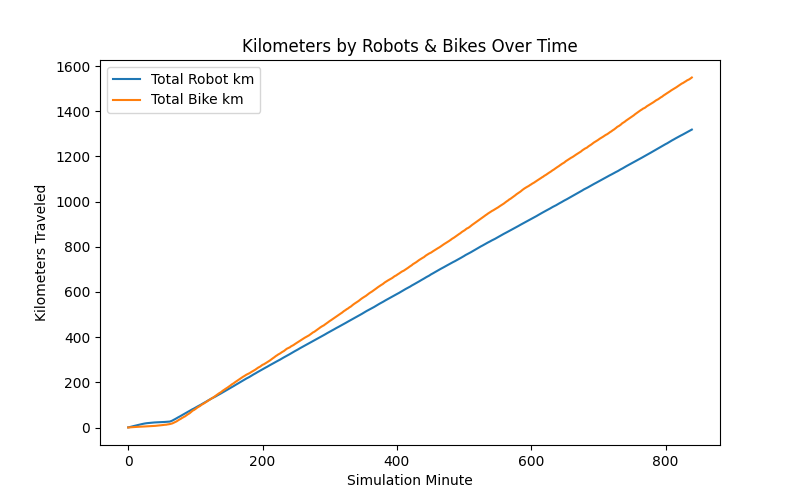 Kilometers by Robots & Bikes Over Time
Total Robot km
Total Bike km
Kilometers Traveled
1600
1400
1200
1000
800
600
400
200
0
0 200 400 600 800
Simulation Minute